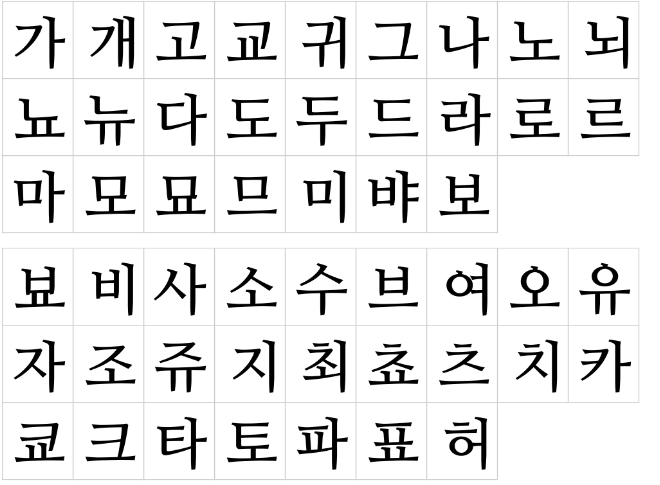 가 개 고 교 귀 그 나 노 뇌
뇨 뉴 다 도 두 드 라 로 르
마 모 묘 므 미 뱌 보
뵤 비 사 소 수 브 여 오 유
자 조 쥬 지 최 쵸 츠 치 카
쿄 크 타 토 파 표 허